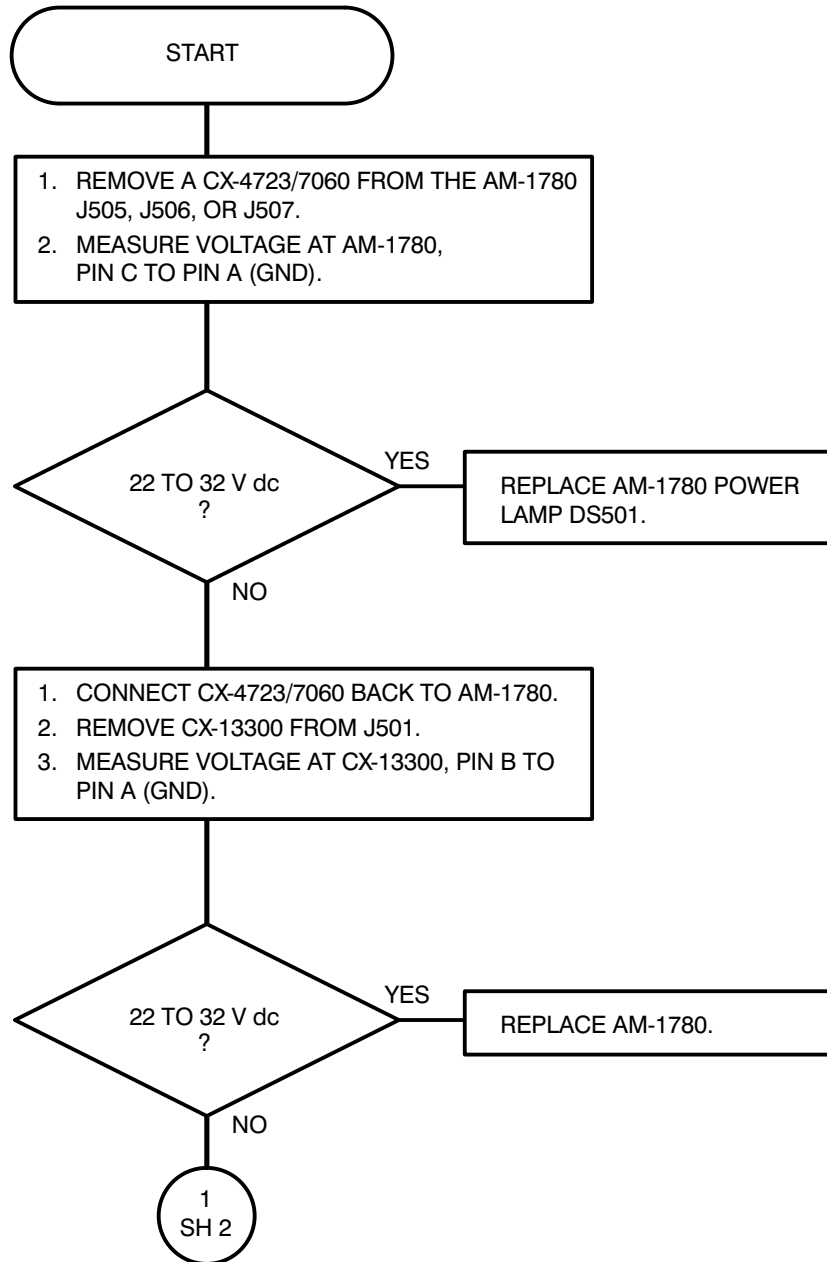 START
1. REMOVE A CX-4723/7060 FROM THE AM-1780
J505, J506, OR J507.
2. MEASURE VOLTAGE AT AM-1780,
PIN C TO PIN A (GND).
22 TO 32 V dc
?
YES
REPLACE AM-1780 POWER
LAMP DS501.
NO
1. CONNECT CX-4723/7060 BACK TO AM-1780.
2. REMOVE CX-13300 FROM J501.
3. MEASURE VOLTAGE AT CX-13300, PIN B TO
PIN A (GND).
22 TO 32 V dc
?
YES
REPLACE AM-1780.
NO
1
SH 2